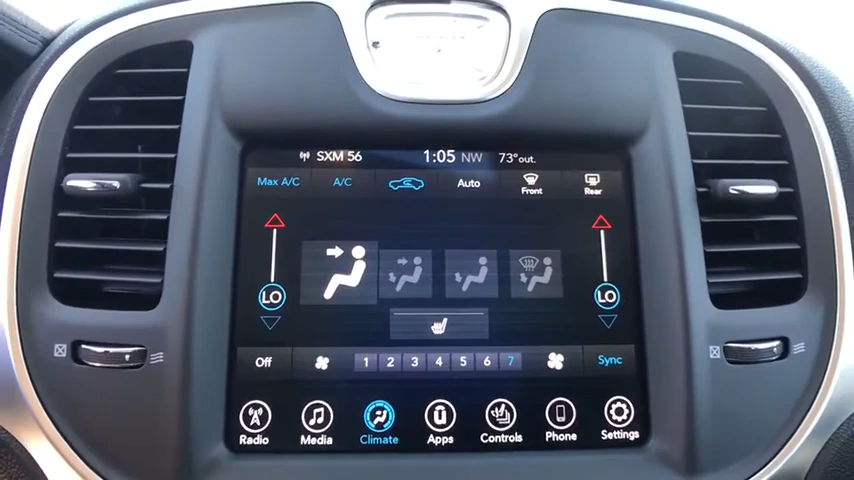 SXM 56 1:05 NW 73° out.
Max A/C A/C Auto Front Rear
LO LO
Off 1 2 3 4 5 6 7 Sync
Radio Media Climate Apps Controls Phone Settings